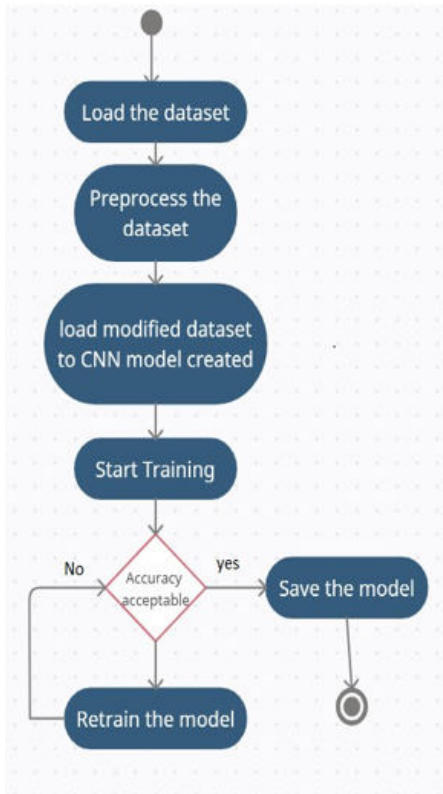 Load the dataset
Preprocess the
dataset
load modified dataset
to CNN model created
Start Training
No
Accuracy
acceptable
yes
Save the model
Retrain the model